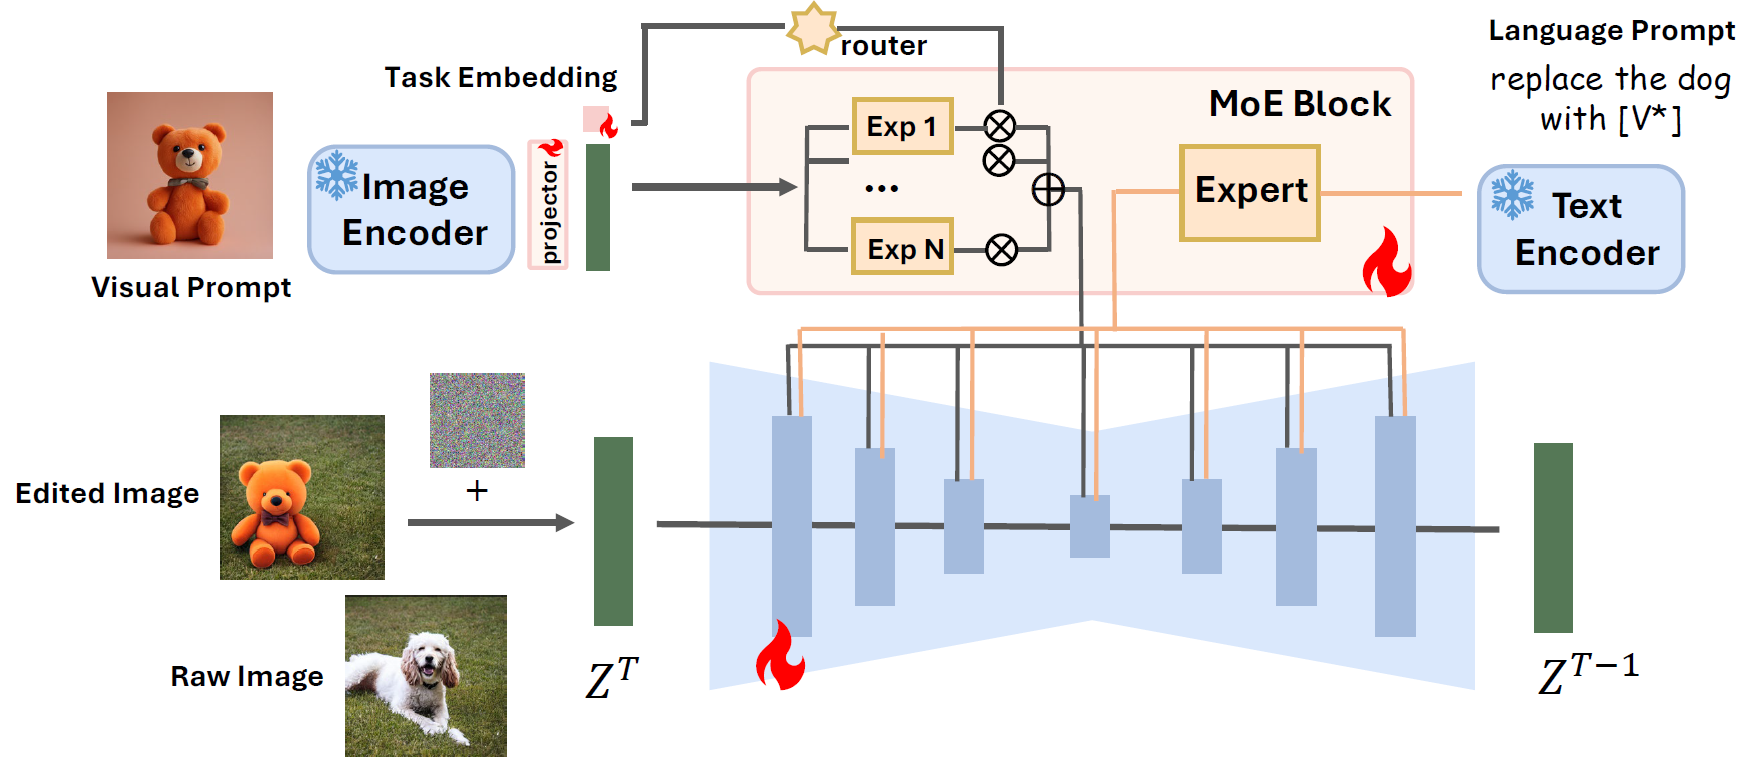 Language Prompt
replace the dog
with [V*]
router
Task Embedding
MoE Block
Exp 1
...
Exp N
Expert
Image
Encoder
projector
Text
Encoder
Visual Prompt
Edited Image
+
Raw Image
Z^T
Z^{T-1}